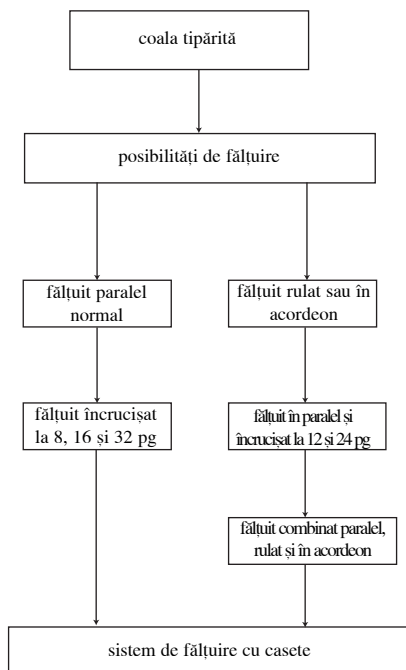 coala tipărită
posibilități de fălțuire
fălțuit paralel
normal
fălțuit rulat sau în
acordeon
fălțuit încrucișat
la 8, 16 și 32 pg
fălțuit în paralel și
încrucișat la 12 și 24 pg
fălțuit combinat paralel,
rulat și în acordeon
sistem de fălțuire cu casete